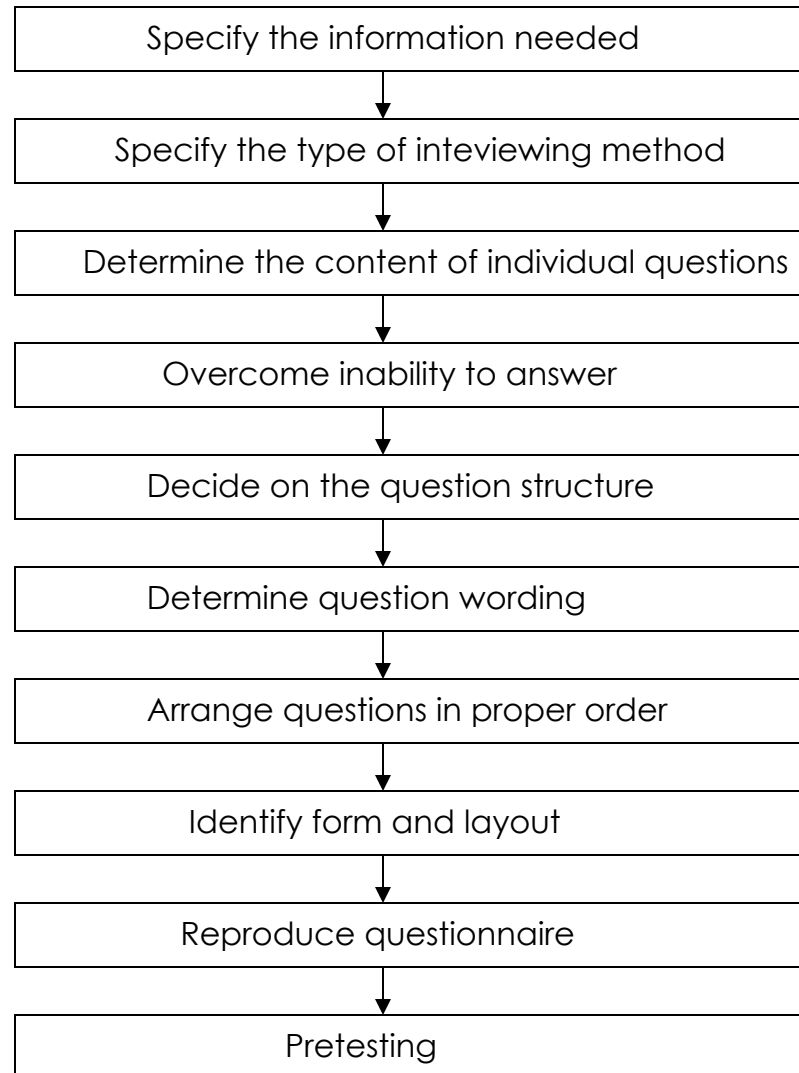 Specify the information needed
Specify the type of inteviewing method
Determine the content of individual questions
Overcome inability to answer
Decide on the question structure
Determine question wording
Arrange questions in proper order
Identify form and layout
Reproduce questionnaire
Pretesting